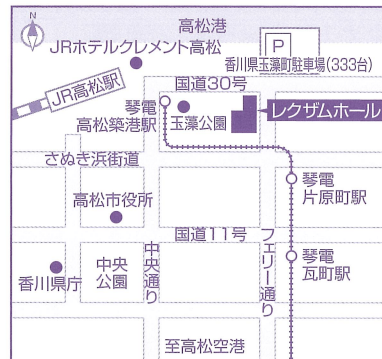 高松港
N
P
JRホテルクレメント高松
香川県玉藻町駐車場(333台)
国道30号
JR高松駅
琴電
高松築港駅
玉藻公園
レクザムホール
さぬき浜街道
琴電
片原町駅
高松市役所
国道11号
中央通り
フェリー通り
琴電
瓦町駅
香川県庁
中央
公園
至高松空港